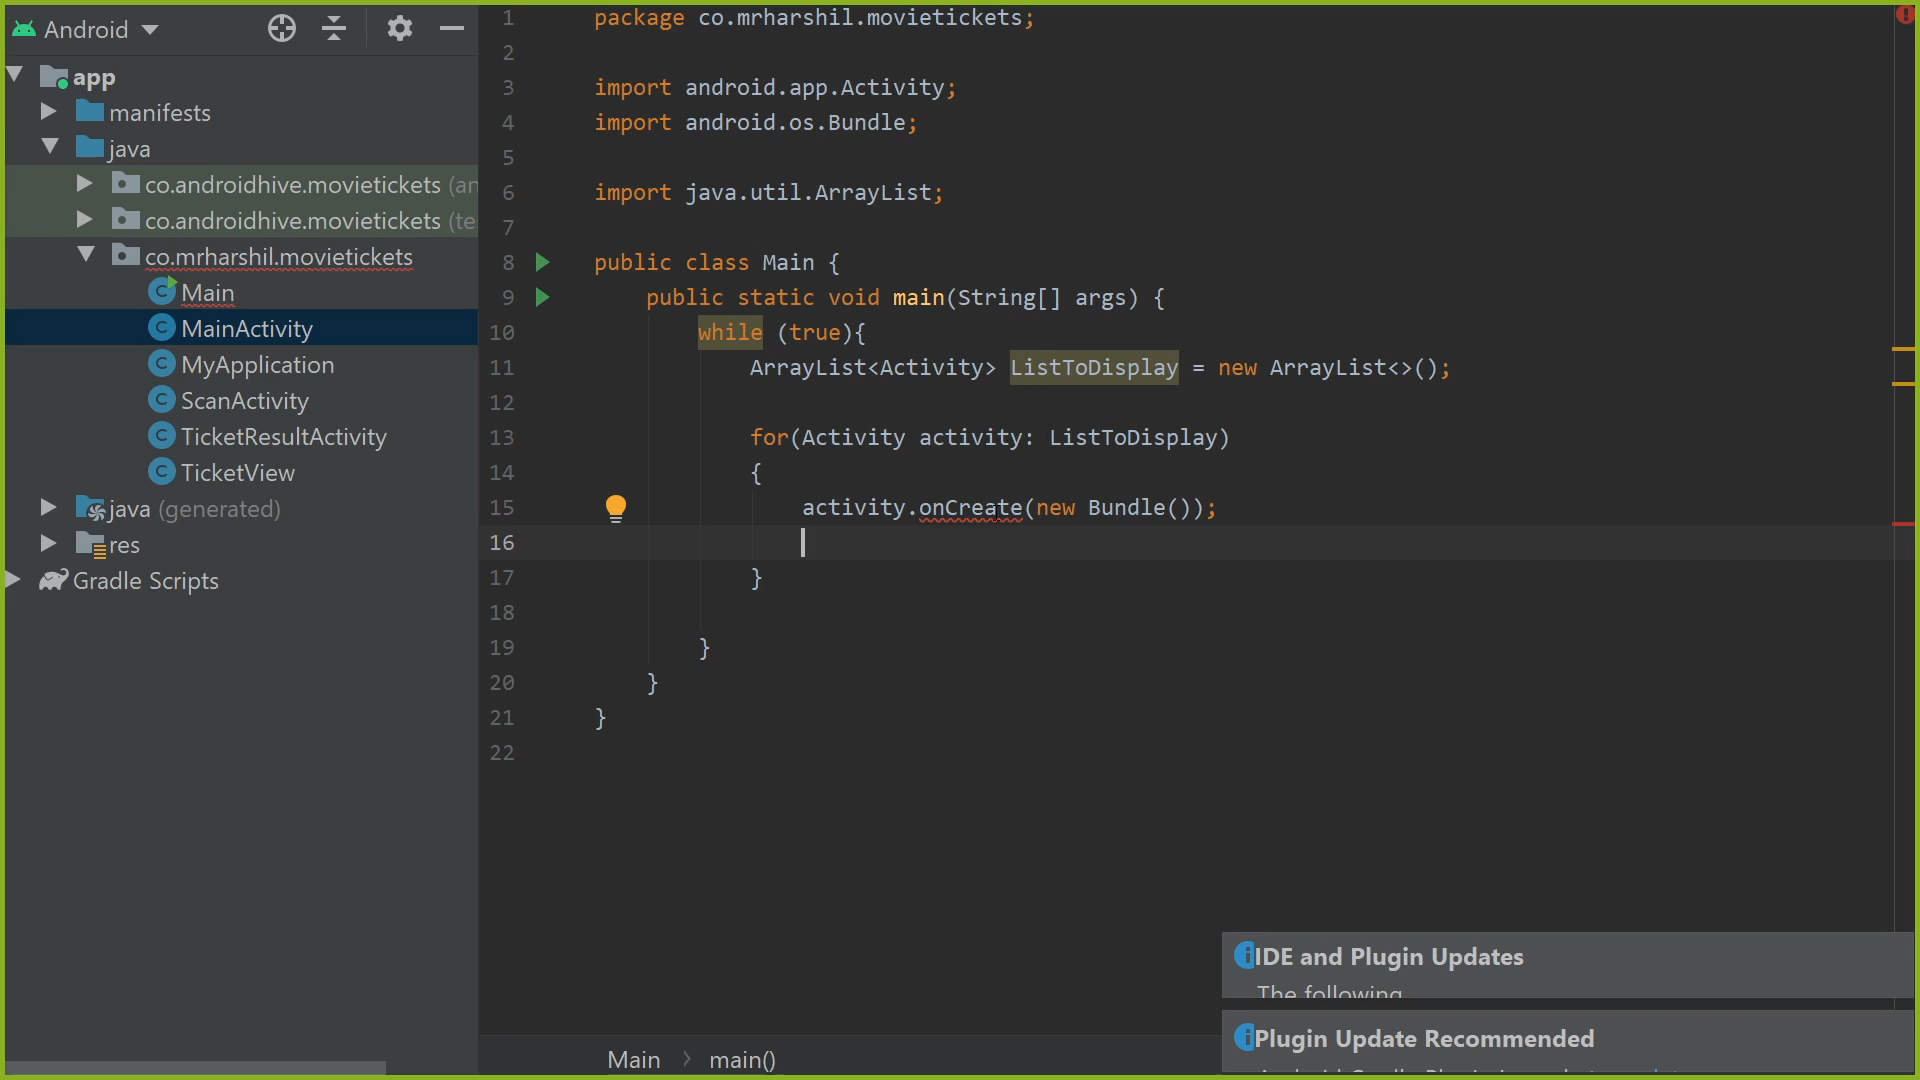 Android
app
manifests
java
co.androidhive.movietickets (an
co.androidhive.movietickets (te
co.mrharshil.movietickets
Main
MainActivity
MyApplication
ScanActivity
TicketResultActivity
TicketView
java (generated)
res
Gradle Scripts
1 package co.mrharshil.movietickets;
2
3 import android.app.Activity;
4 import android.os.Bundle;
5
6 import java.util.ArrayList;
7
8 public class Main {
9 public static void main(String[] args) {
10 while (true){
11 ArrayList<Activity> ListToDisplay = new ArrayList<>();
12
13 for(Activity activity: ListToDisplay)
14 {
15 activity.onCreate(new Bundle());
16
17 }
18
19 }
20 }
21 }
22
IDE and Plugin Updates
The following
Plugin Update Recommended
Main > main()